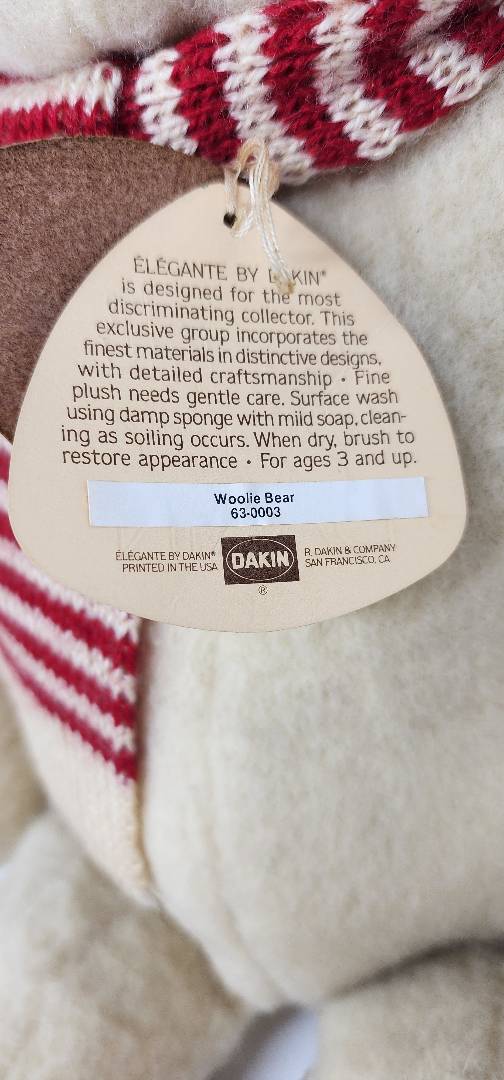 ÉLÉGANTE BY DAKIN®
is designed for the most
discriminating collector. This
exclusive group incorporates the
finest materials in distinctive designs,
with detailed craftsmanship • Fine
plush needs gentle care. Surface wash
using damp sponge with mild soap, clean-
ing as soiling occurs. When dry, brush to
restore appearance • For ages 3 and up.
Woolie Bear
63-0003
ÉLÉGANTE BY DAKIN®
PRINTED IN THE USA
DAKIN
®
R. DAKIN & COMPANY
SAN FRANCISCO, CA